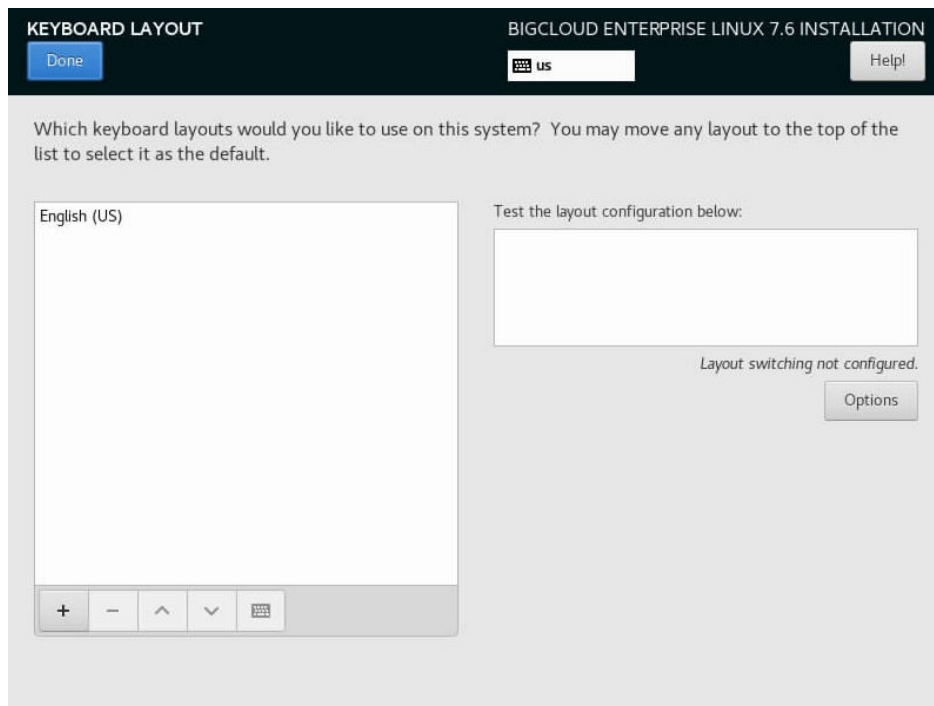 KEYBOARD LAYOUT
Done
BIGCLOUD ENTERPRISE LINUX 7.6 INSTALLATION
us
Help!
Which keyboard layouts would you like to use on this system? You may move any layout to the top of the
list to select it as the default.
English (US)
Test the layout configuration below:
Layout switching not configured.
Options